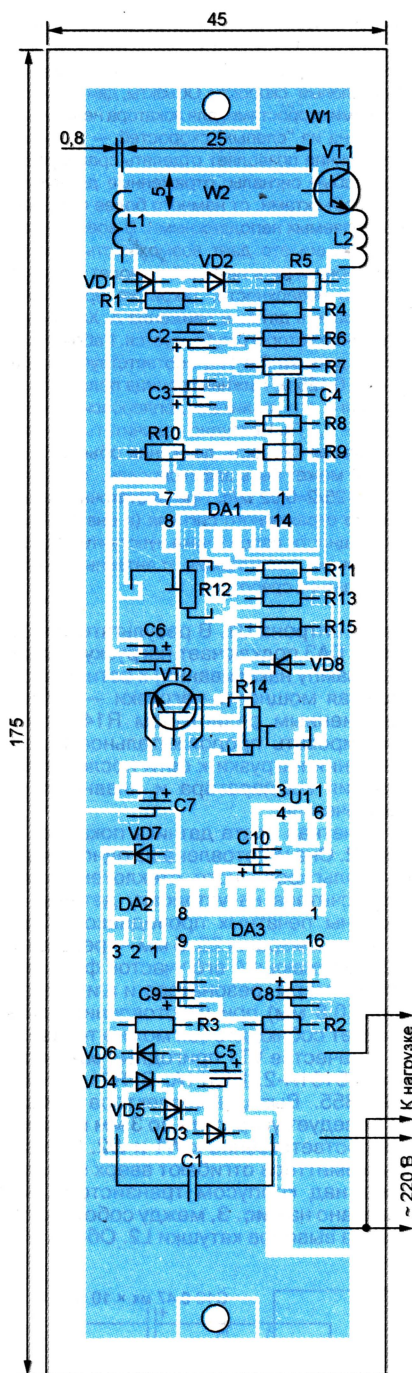 45
W1
0,8
25
VT1
5
W2
L1
L2
VD1
VD2
R5
R1
R4
C2
R6
+
R7
C3
C4
+
R8
R10
R9
7
1
DA1
8
14
R11
R12
R13
C6
R15
+
VT2
VD8
R14
175
3
1
U1
4
6
+
C7
C10
VD7
+
DA2
8
1
DA3
3 2 1
9
16
+
+
C9
C8
R3
R2
VD6
C5
+
VD4
VD5
VD3
C1
К нагрузке
~ 220 В